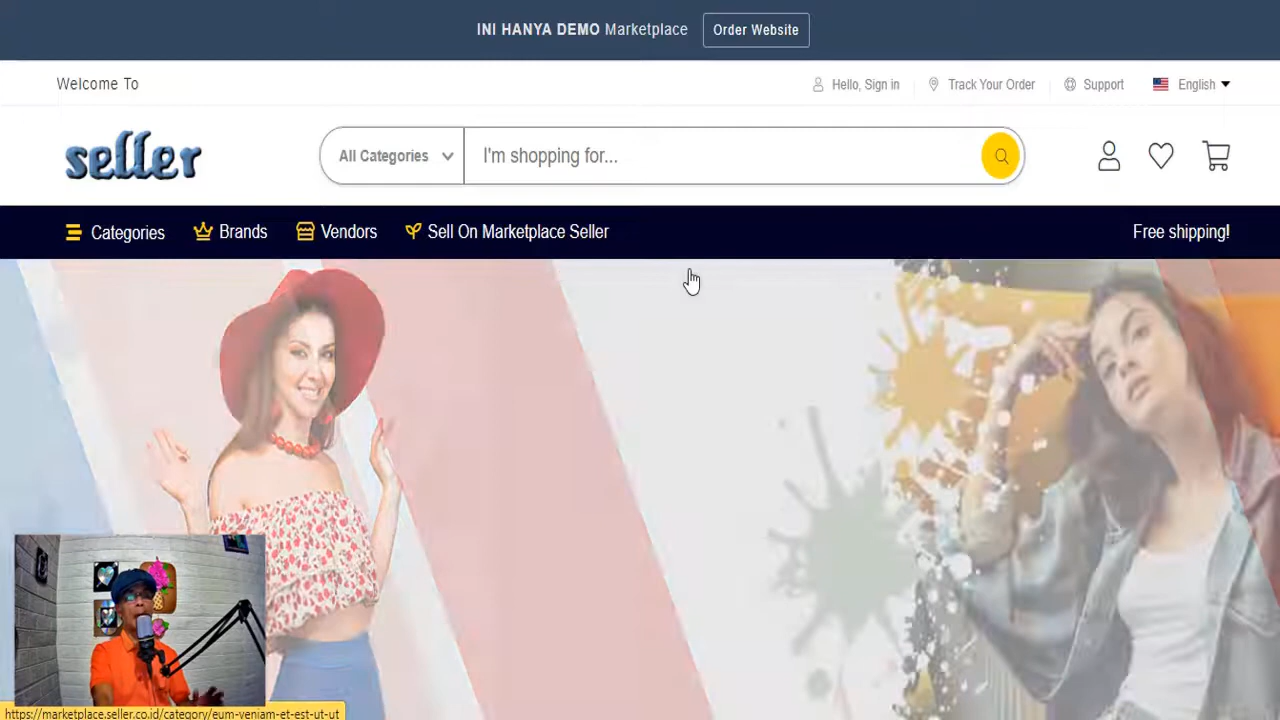 INI HANYA DEMO Marketplace Order Website
Welcome To Hello, Sign in Track Your Order Support English
seller All Categories I'm shopping for...
Categories Brands Vendors Sell On Marketplace Seller Free shipping!
https://marketplace.seller.co.id/category/eum-veniam-et-est-ut-ut